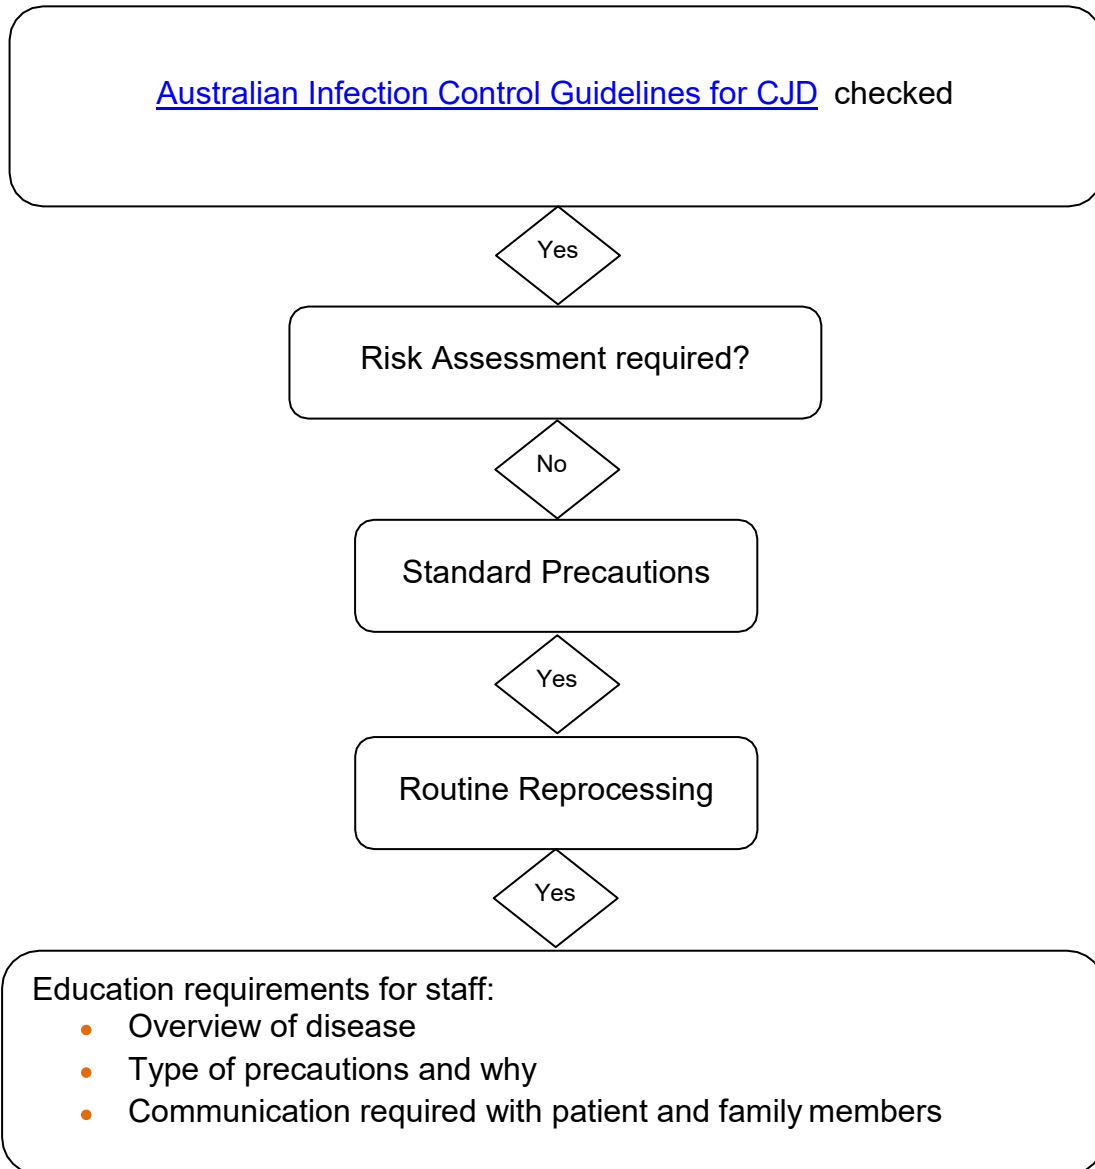 Australian Infection Control Guidelines for CJD checked
Yes
Risk Assessment required?
No
Standard Precautions
Yes
Routine Reprocessing
Yes
Education requirements for staff:
• Overview of disease
• Type of precautions and why
• Communication required with patient and family members